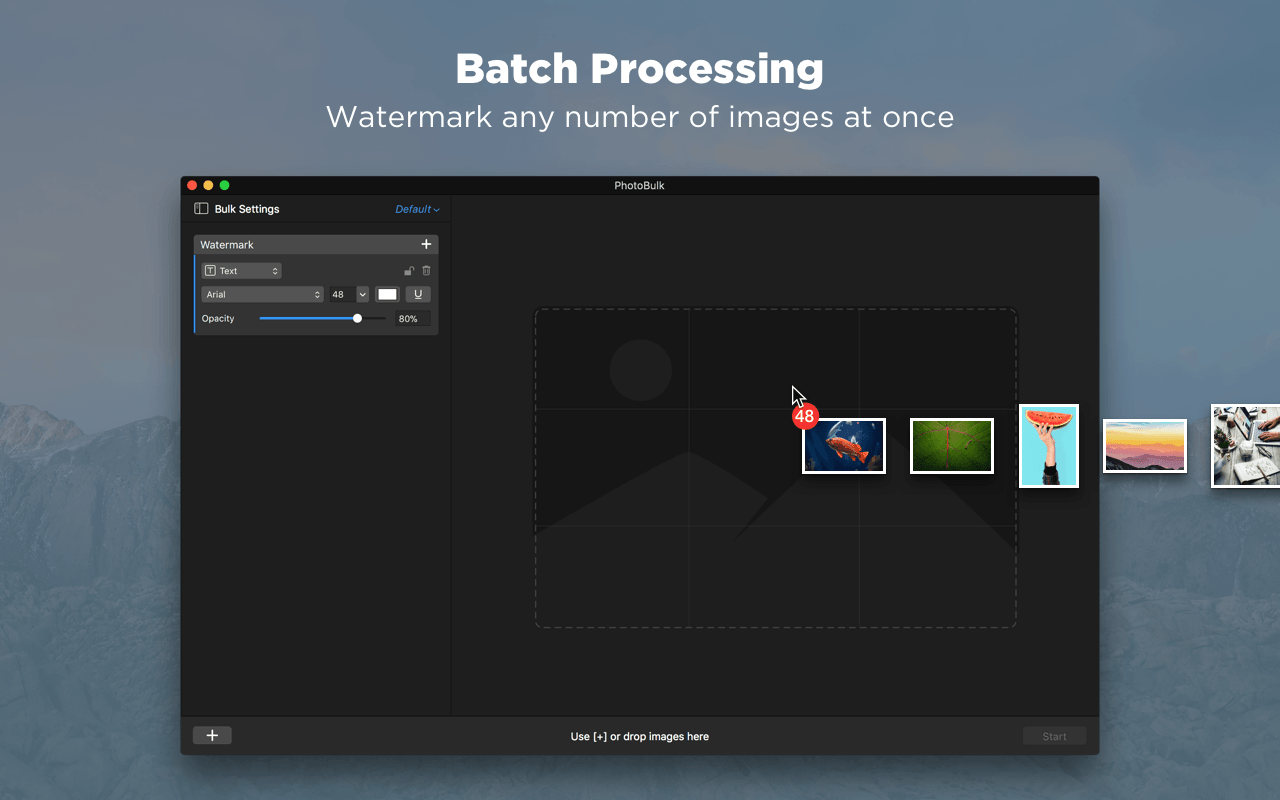 Batch Processing
Watermark any number of images at once
PhotoBulk
Bulk Settings
Default
Watermark
Text
Arial
48
U
Opacity
80%
48
Use [+] or drop images here
Start